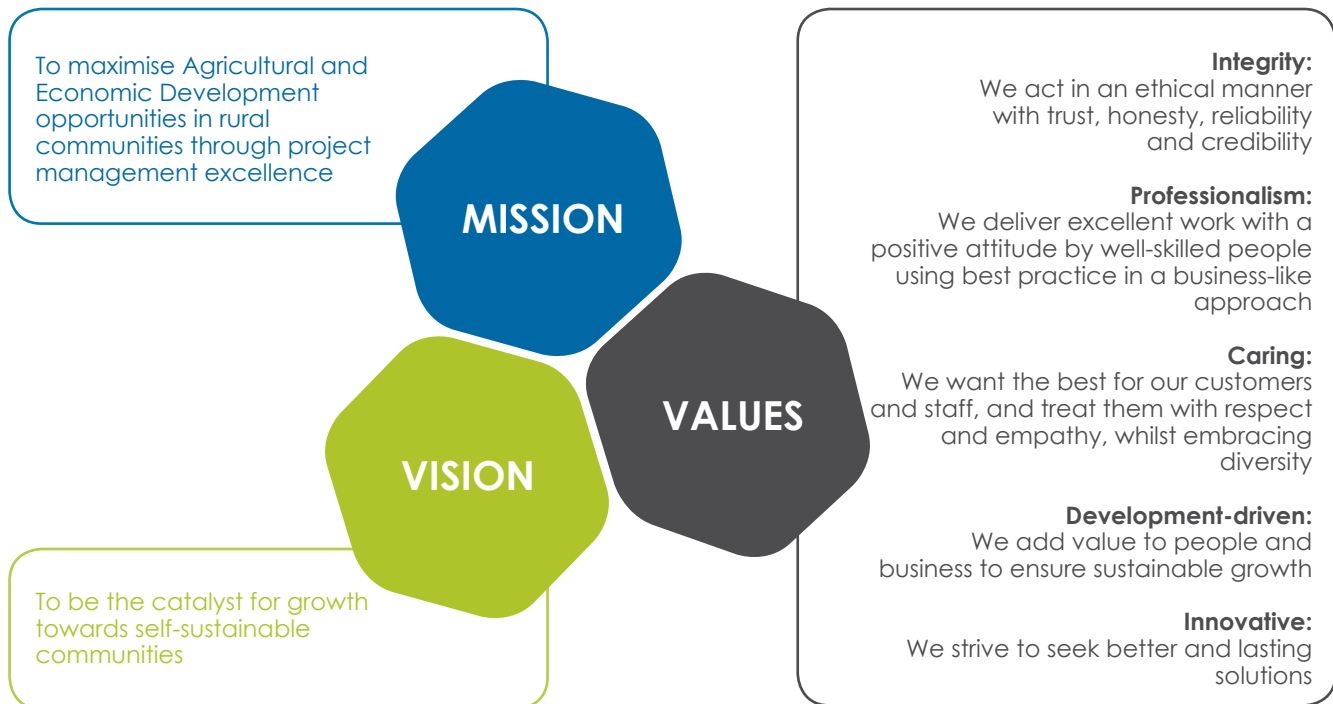 To maximise Agricultural and
Economic Development
opportunities in rural
communities through project
management excellence
MISSION
VISION
To be the catalyst for growth
towards self-sustainable
communities
VALUES
Integrity:
We act in an ethical manner
with trust, honesty, reliability
and credibility
Professionalism:
We deliver excellent work with a
positive attitude by well-skilled people
using best practice in a business-like
approach
Caring:
We want the best for our customers
and staff, and treat them with respect
and empathy, whilst embracing
diversity
Development-driven:
We add value to people and
business to ensure sustainable growth
Innovative:
We strive to seek better and lasting
solutions